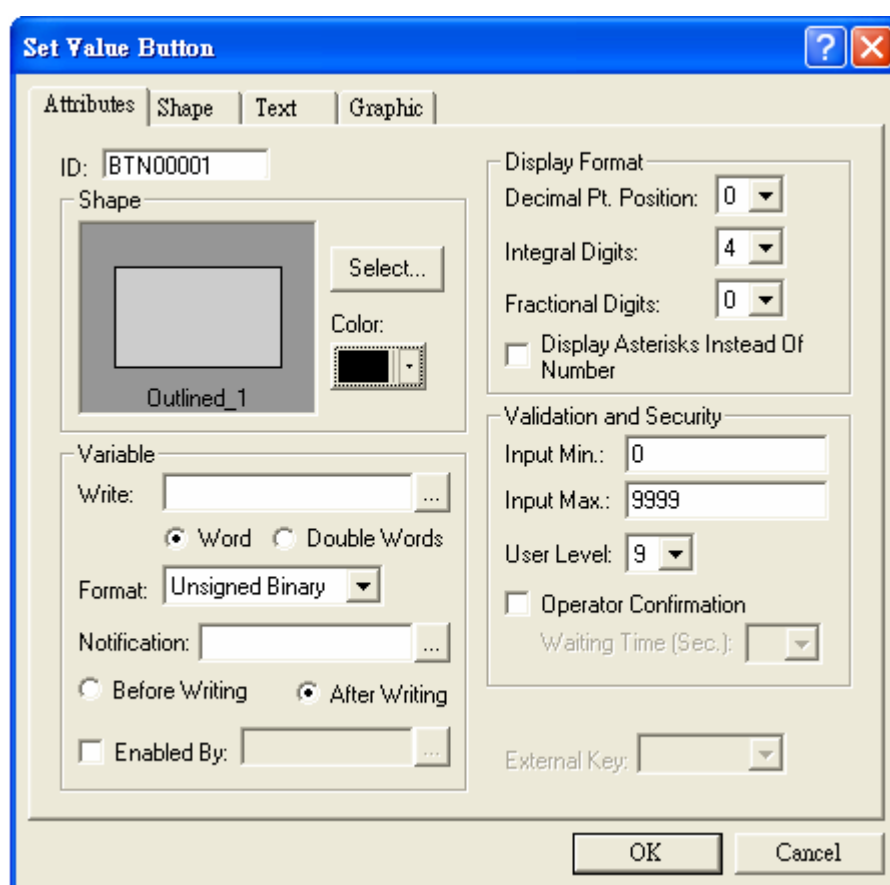 Set Value Button
Attributes Shape Text Graphic
ID: BTN00001
Shape
Select...
Color:
Outlined_1
Variable
Write: ...
Word Double Words
Format: Unsigned Binary
Notification: ...
Before Writing After Writing
Enabled By: ...
Display Format
Decimal Pt. Position: 0
Integral Digits: 4
Fractional Digits: 0
Display Asterisks Instead Of
Number
Validation and Security
Input Min.: 0
Input Max.: 9999
User Level: 9
Operator Confirmation
Waiting Time (Sec.):
External Key:
OK Cancel